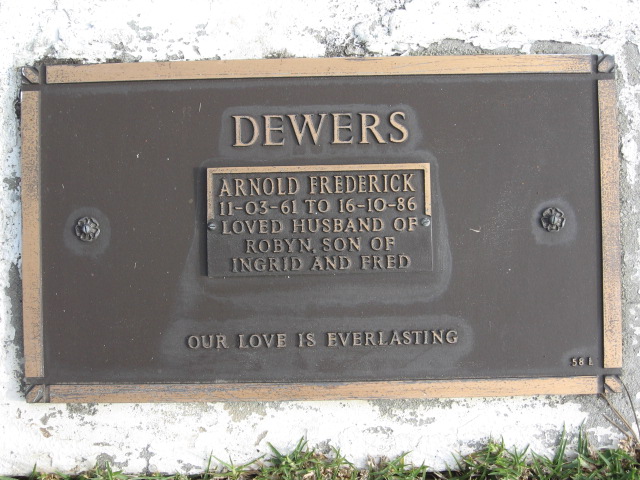 DEWERS
ARNOLD FREDERICK
11-03-61 TO 16-10-86
LOVED HUSBAND OF
ROBYN, SON OF
INGRID AND FRED
OUR LOVE IS EVERLASTING
58 L